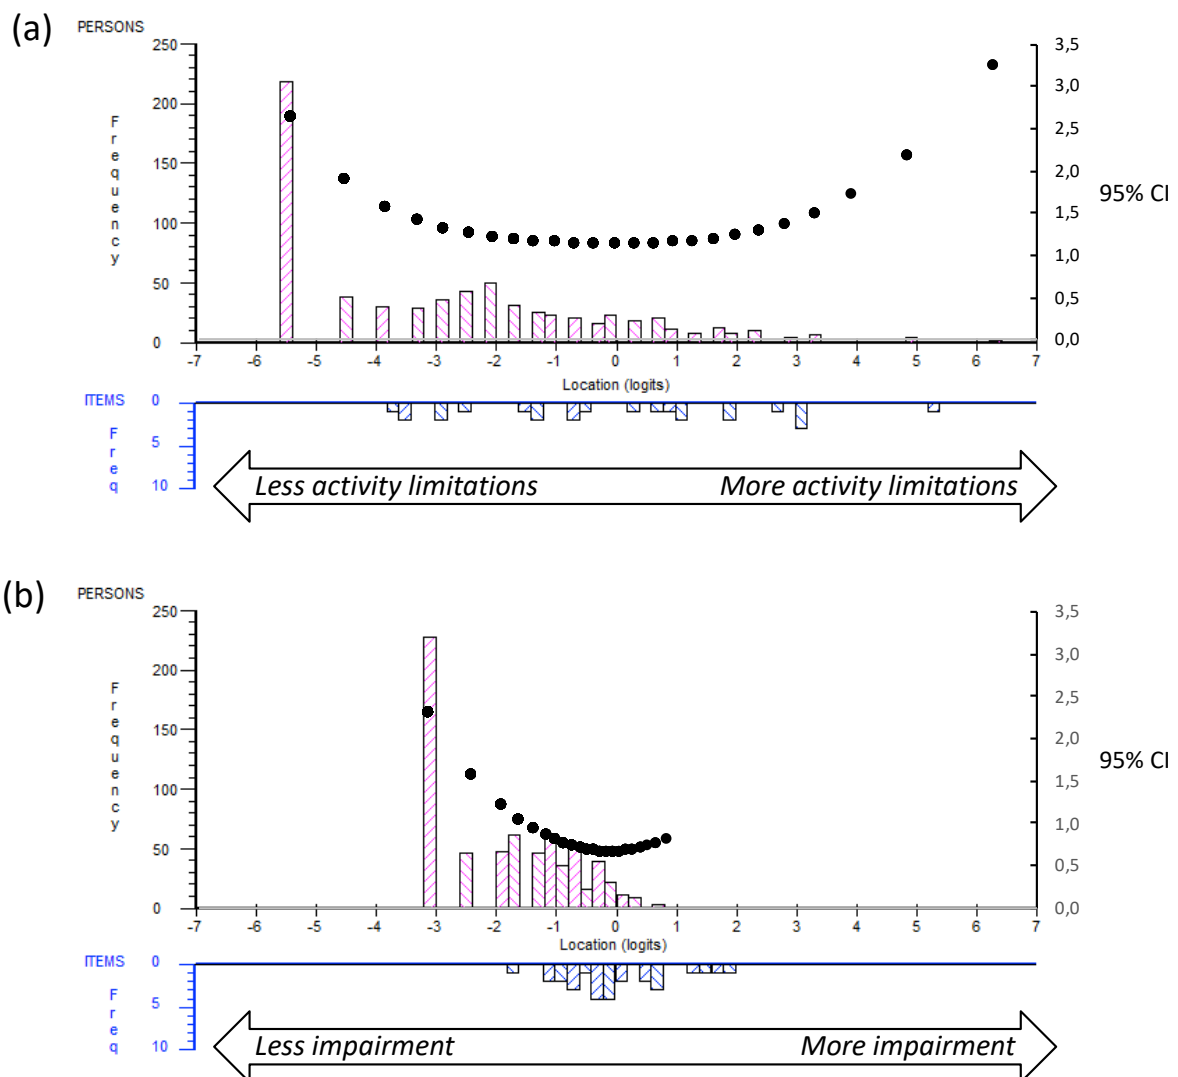 (a)
PERSONS
250
200
150
100
50
0
Frequency
3,5
3,0
2,5
2,0
1,5
1,0
0,5
0,0
95% CI
-7 -6 -5 -4 -3 -2 -1 0 1 2 3 4 5 6 7
Location (logits)
ITEMS 0
5
10
Freq
Less activity limitations More activity limitations
(b)
PERSONS
250
200
150
100
50
0
Frequency
3,5
3,0
2,5
2,0
1,5
1,0
0,5
0,0
95% CI
-7 -6 -5 -4 -3 -2 -1 0 1 2 3 4 5 6 7
Location (logits)
ITEMS 0
5
10
Freq
Less impairment More impairment